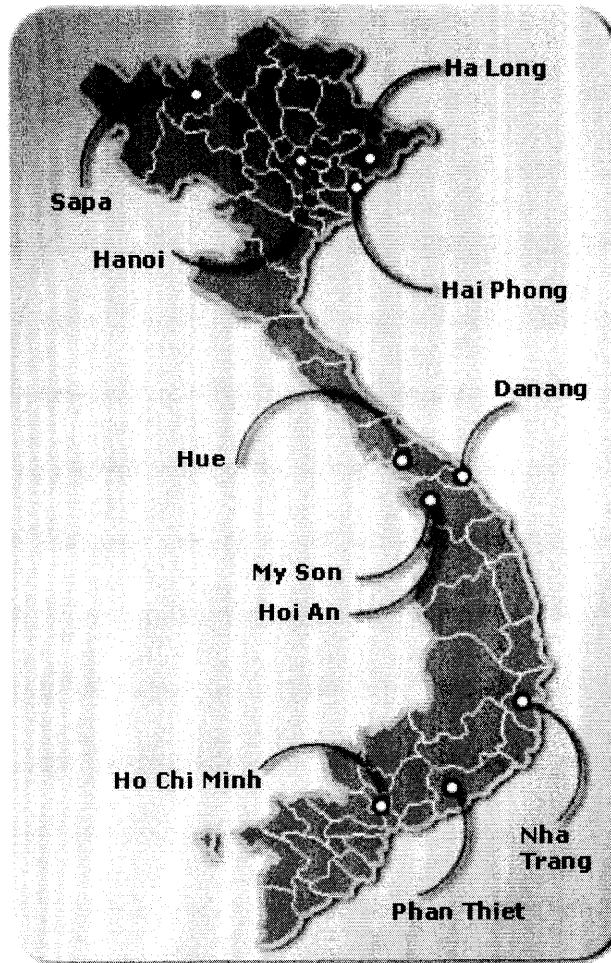 Ha Long
Sapa
Hanoi
Hai Phong
Danang
Hue
My Son
Hoi An
Ho Chi Minh
Nha
Trang
Phan Thiet